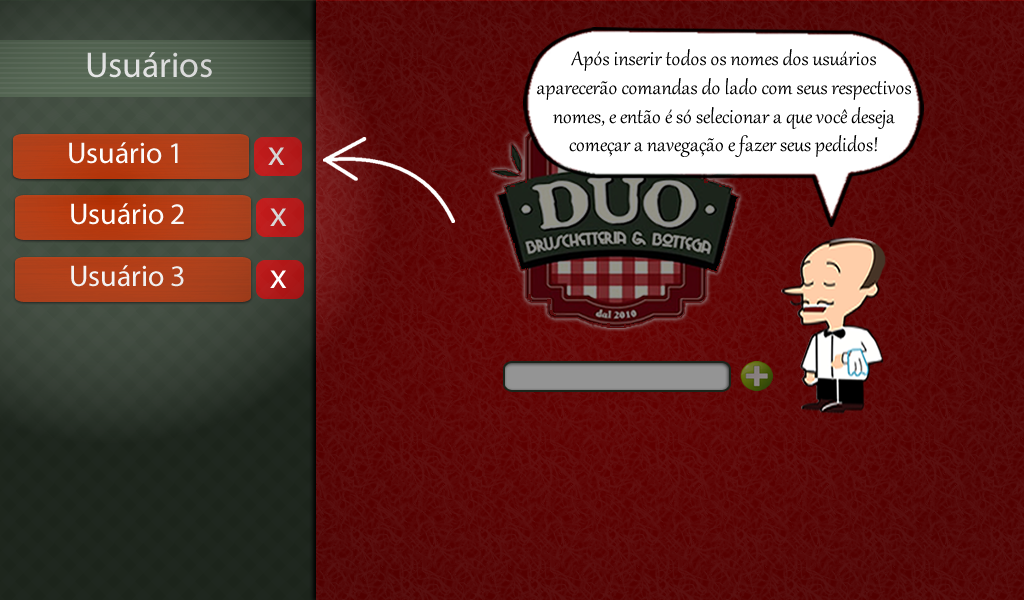 Usuários
Usuário 1
X
Usuário 2
X
Usuário 3
X
Após inserir todos os nomes dos usuários
aparecerão comandas do lado com seus respectivos
nomes, e então é só selecionar a que você deseja
começar a navegação e fazer seus pedidos!
DUO
BRUSCHETTERIA & BOTTEGA
dal 2010